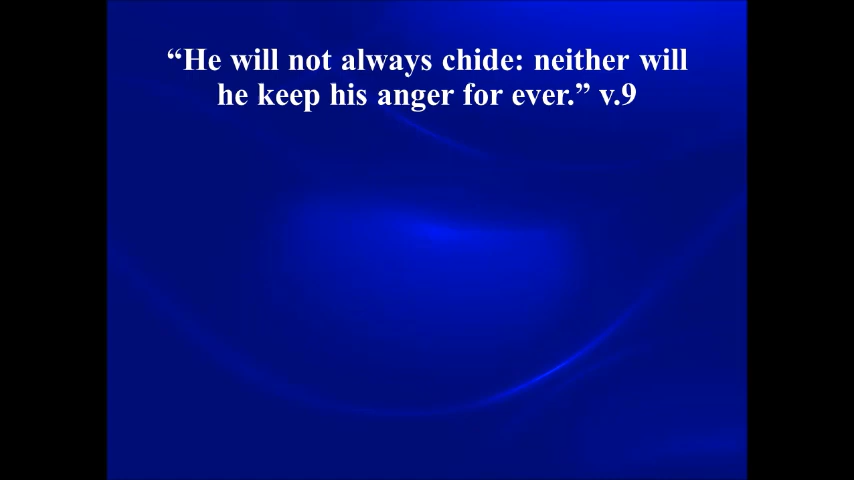 “He will not always chide: neither will
he keep his anger for ever.” v.9